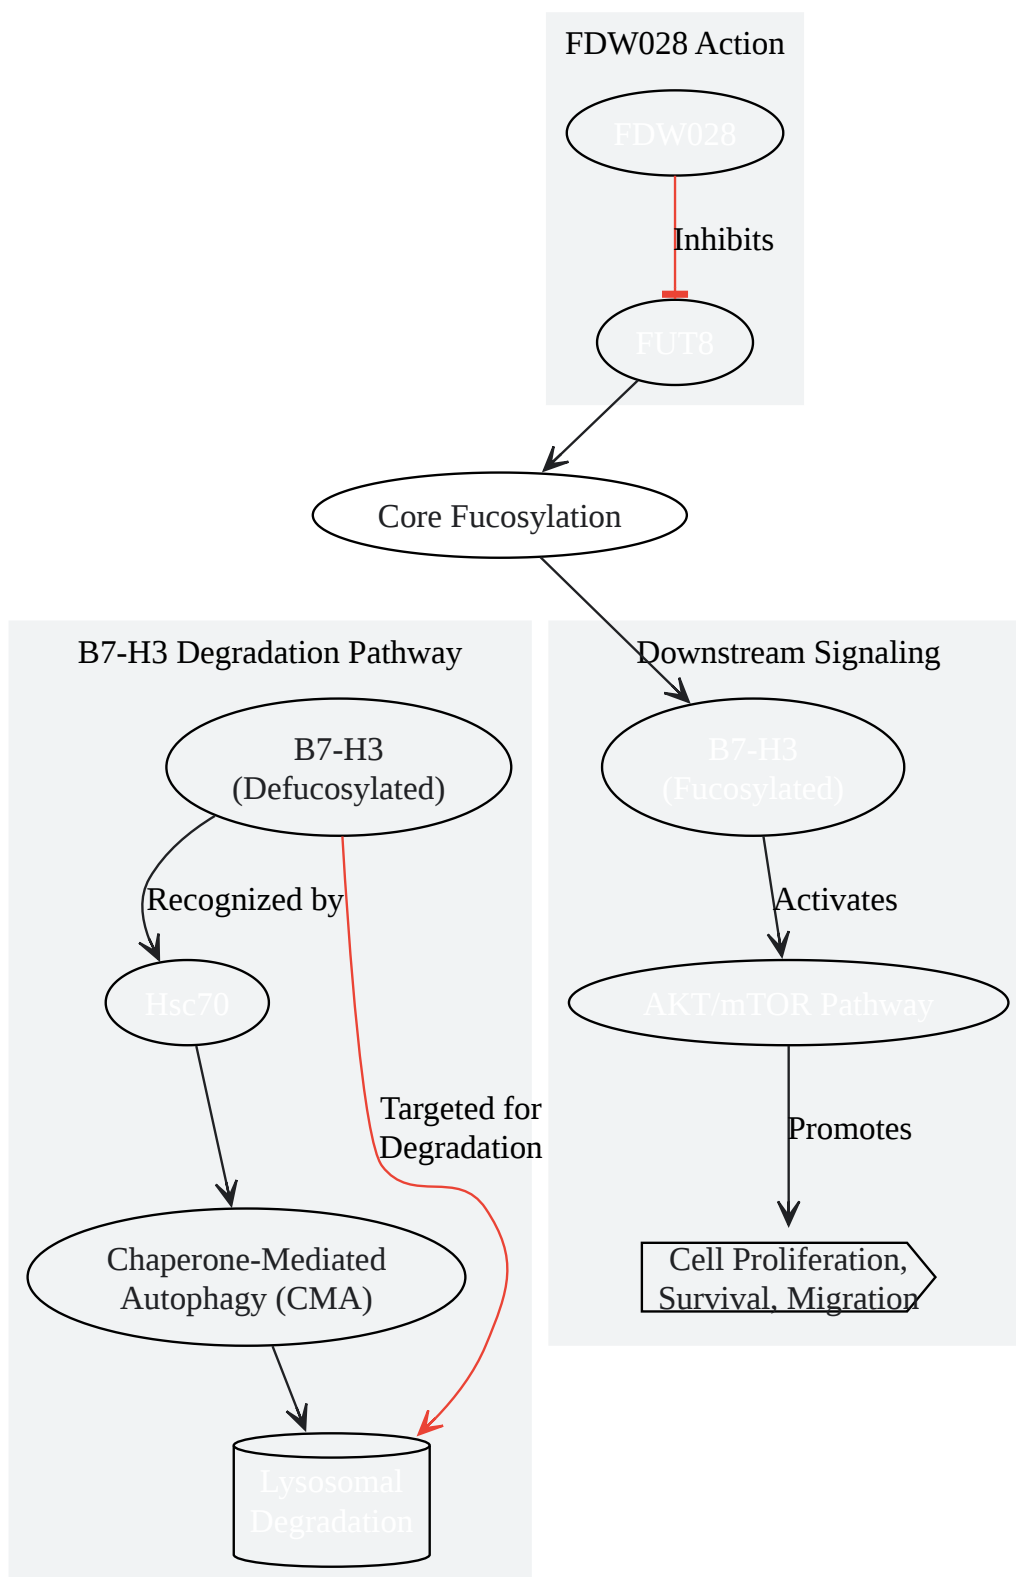 FDW028 Action
FDW028
Inhibits
FUT8
Core Fucosylation
B7-H3 Degradation Pathway
B7-H3
(Defucosylated)
Recognized by
Hsc70
Targeted for
Degradation
Chaperone-Mediated
Autophagy (CMA)
Lysosomal
Degradation
Downstream Signaling
B7-H3
(Fucosylated)
Activates
AKT/mTOR Pathway
Promotes
Cell Proliferation,
Survival, Migration